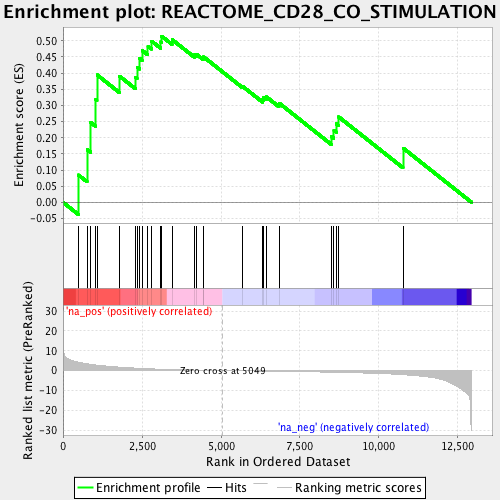 Enrichment plot: REACTOME_CD28_CO_STIMULATION
Enrichment score (ES)
0.50
0.45
0.40
0.35
0.30
0.25
0.20
0.15
0.10
0.05
0.00
-0.05
'na_pos' (positively correlated)
Ranked list metric (PreRanked)
30
20
10
0
-10
-20
-30
Zero cross at 5049
'na_neg' (negatively correlated)
0 2,500 5,000 7,500 10,000 12,500
Rank in Ordered Dataset
Enrichment profile Hits Ranking metric scores